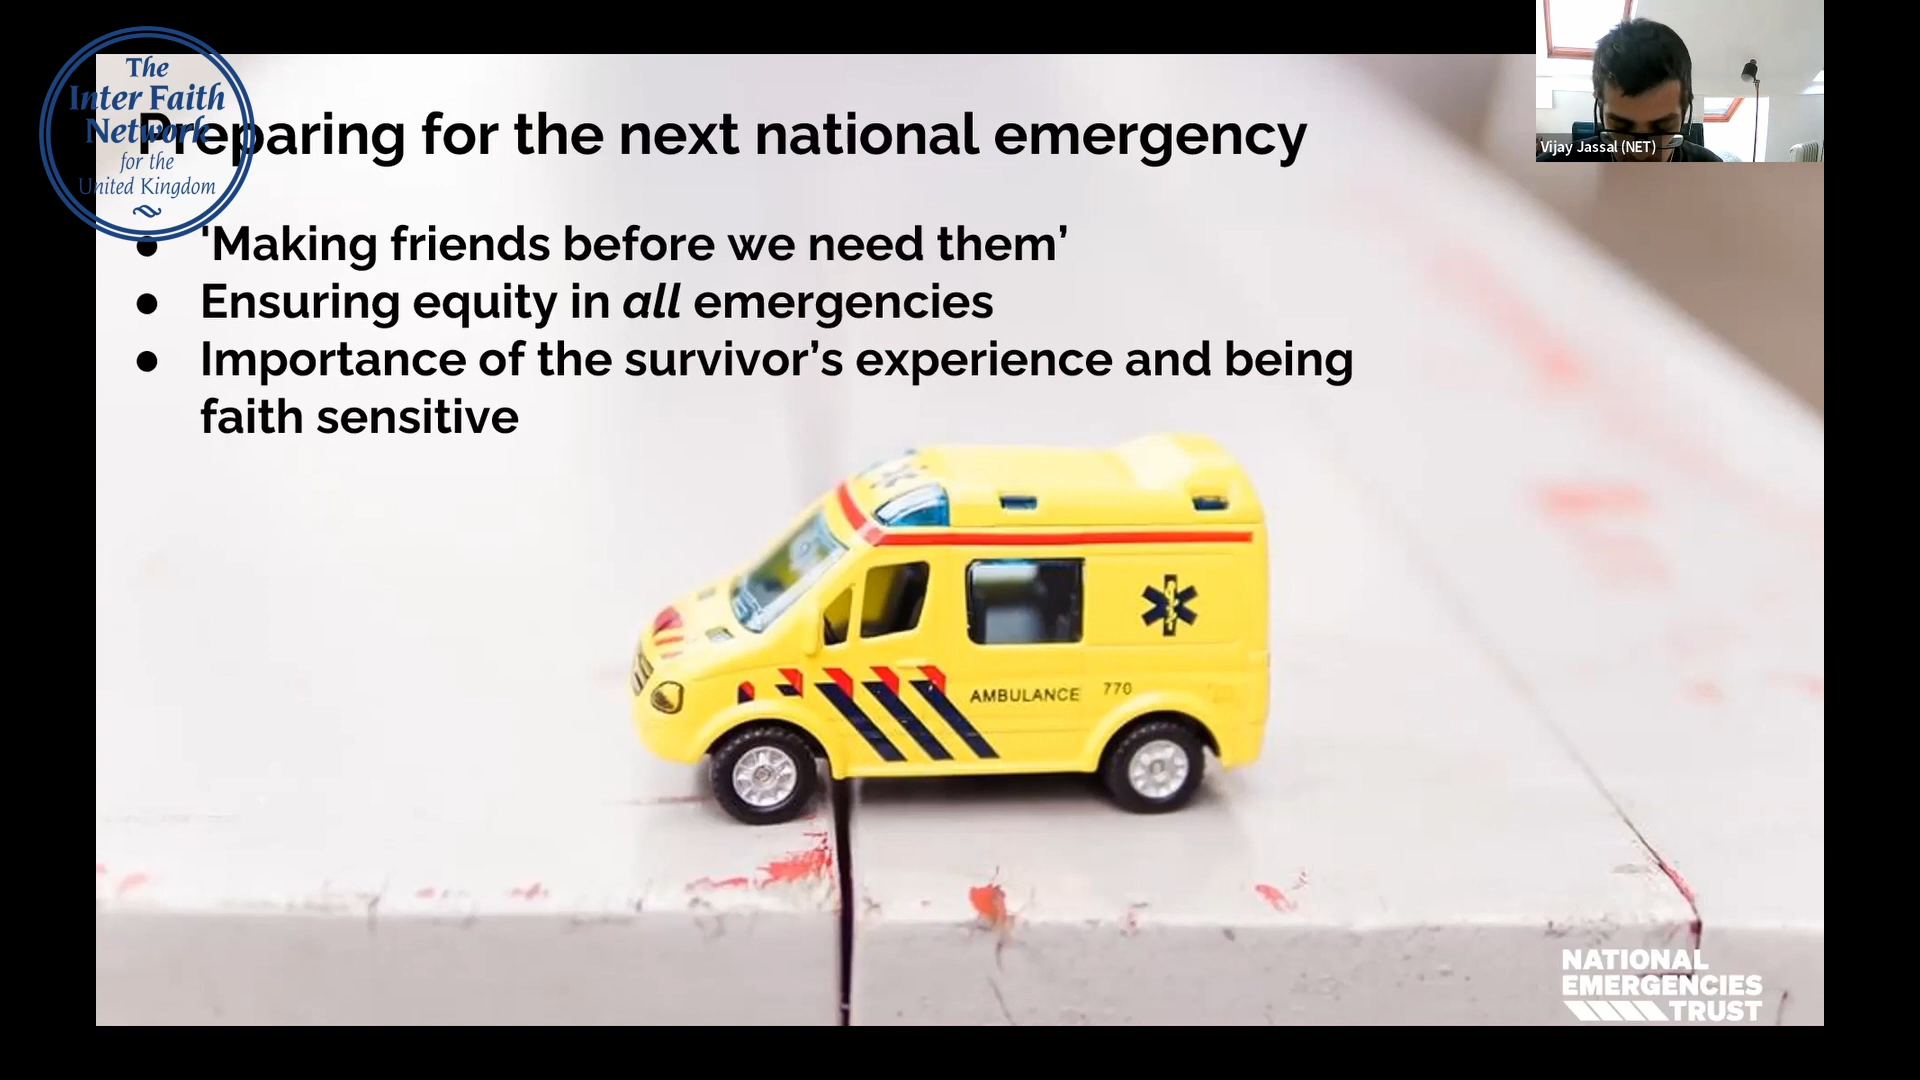 The
Inter Faith
Network
for the
United Kingdom
Preparing for the next national emergency
● 'Making friends before we need them’
● Ensuring equity in all emergencies
● Importance of the survivor’s experience and being
faith sensitive
AMBULANCE 770
Vijay Jassal (NET)
NATIONAL
EMERGENCIES
TRUST